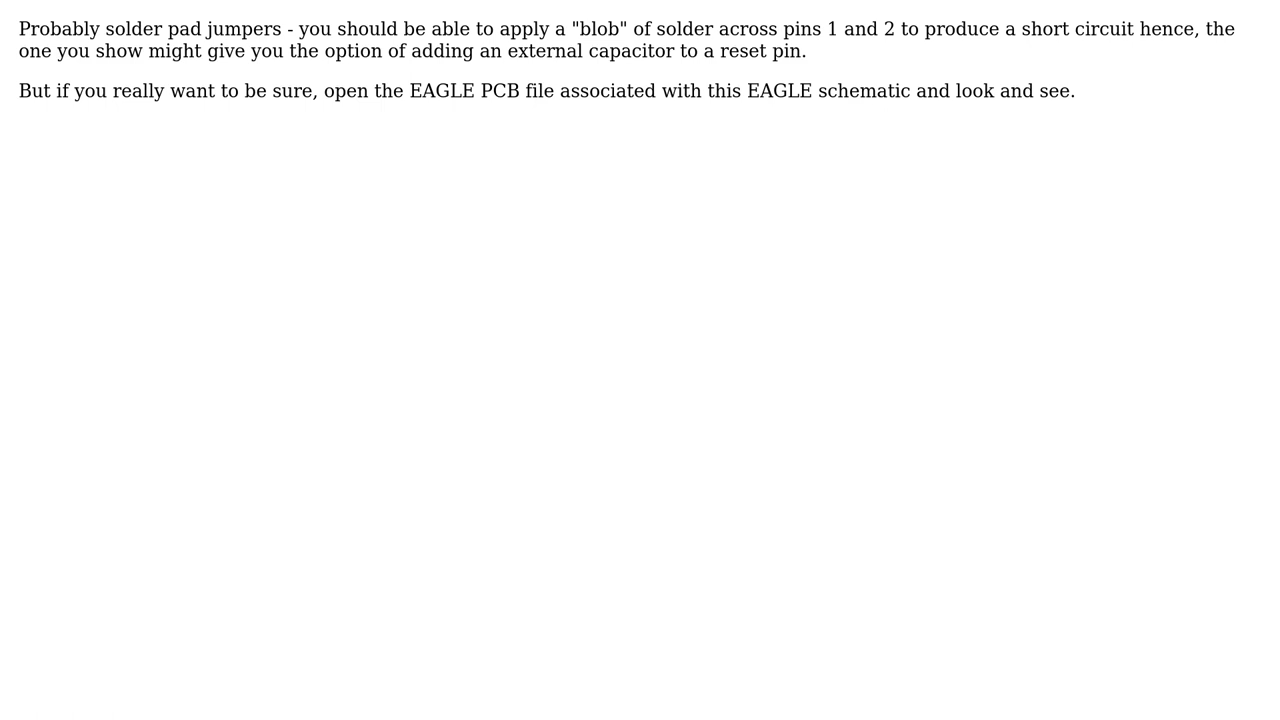 Probably solder pad jumpers - you should be able to apply a "blob" of solder across pins 1 and 2 to produce a short circuit hence, the
one you show might give you the option of adding an external capacitor to a reset pin.
But if you really want to be sure, open the EAGLE PCB file associated with this EAGLE schematic and look and see.